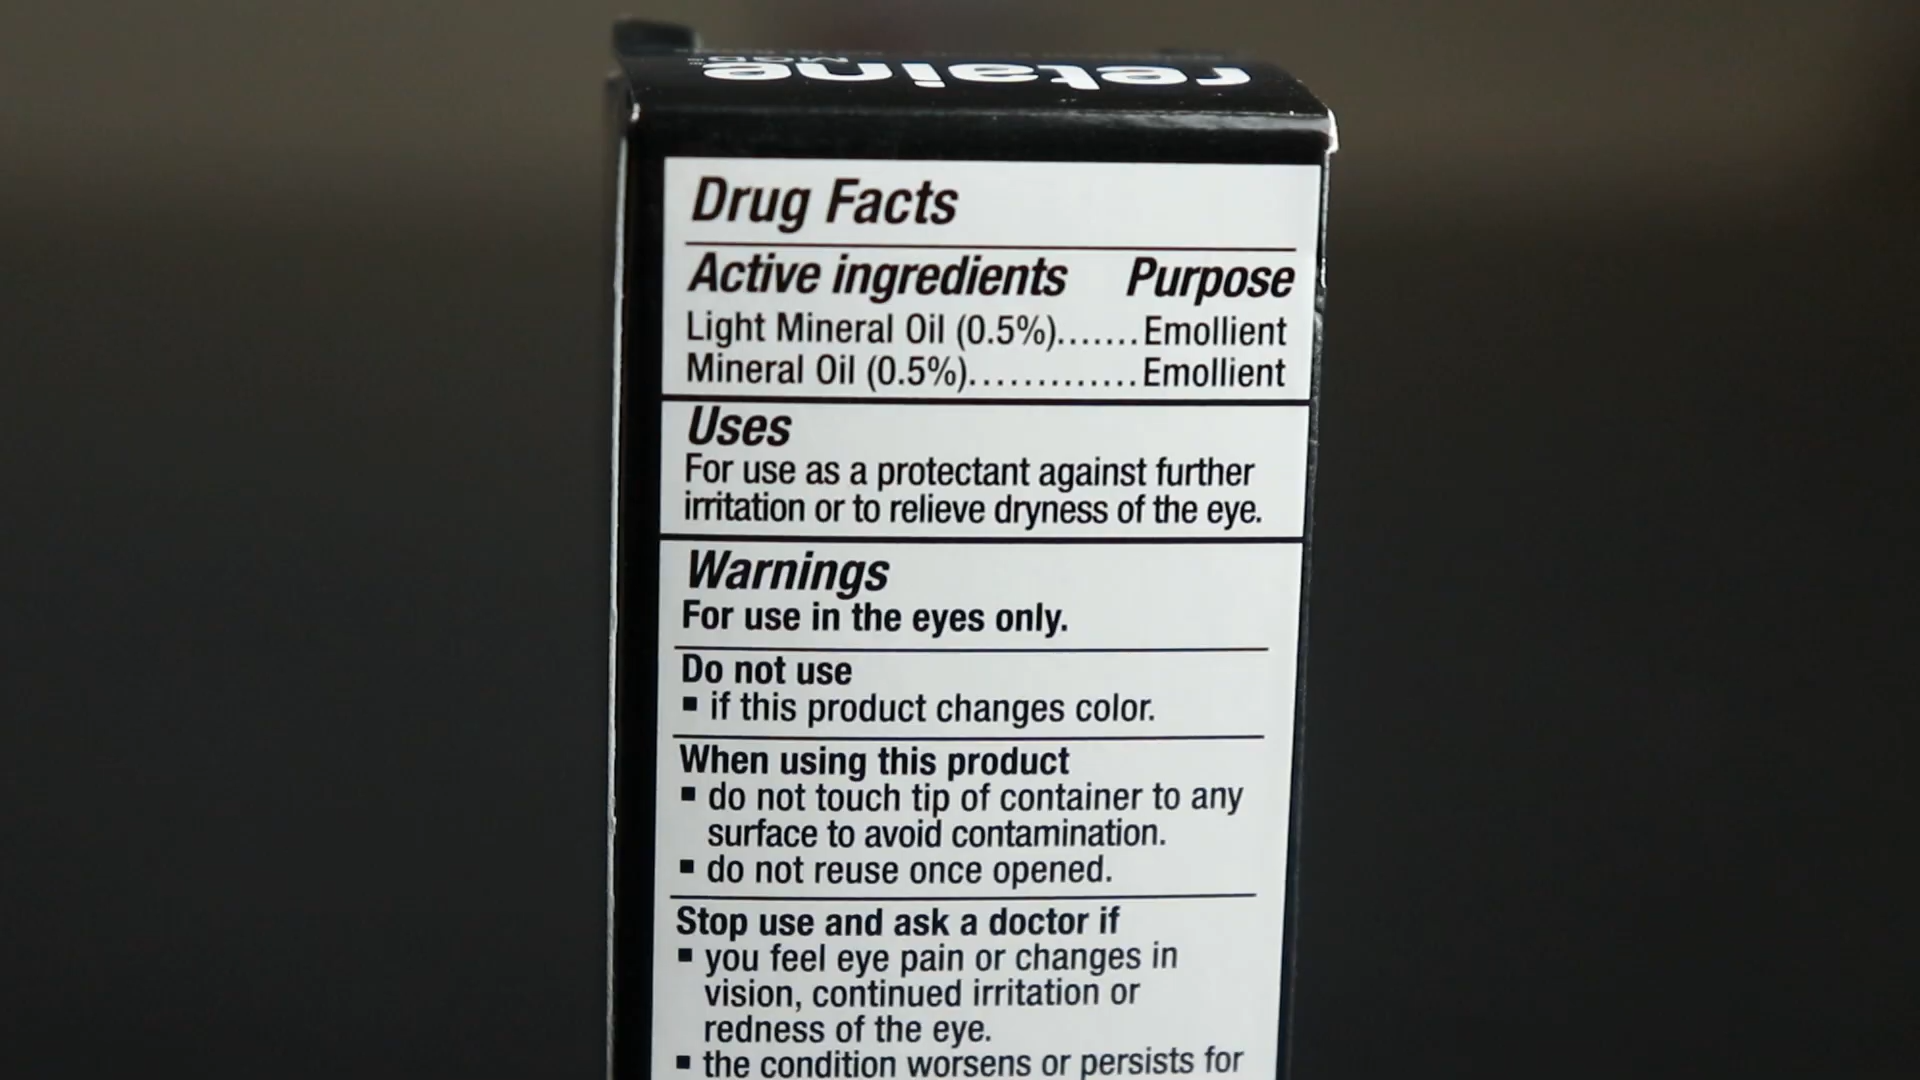 retaine
MGD
Drug Facts
Active ingredients Purpose
Light Mineral Oil (0.5%).......Emollient
Mineral Oil (0.5%).............Emollient
Uses
For use as a protectant against further
irritation or to relieve dryness of the eye.
Warnings
For use in the eyes only.
Do not use
▪ if this product changes color.
When using this product
▪ do not touch tip of container to any
surface to avoid contamination.
▪ do not reuse once opened.
Stop use and ask a doctor if
▪ you feel eye pain or changes in
vision, continued irritation or
redness of the eye.
▪ the condition worsens or persists for